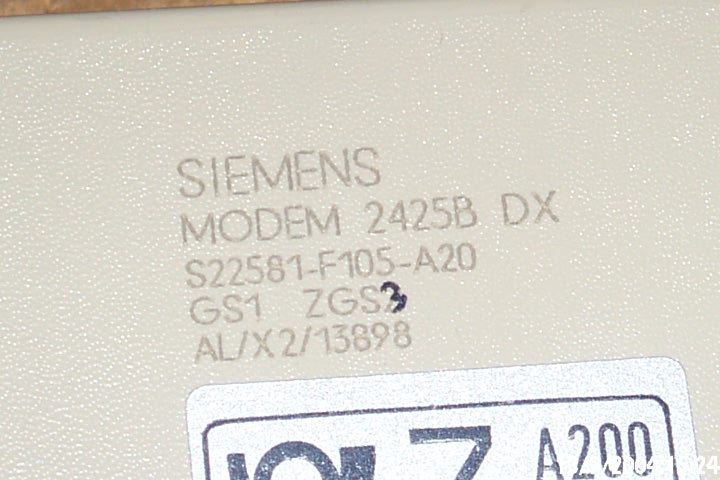 SIEMENS
MODEM 2425B DX
S22581-F105-A20
GS1 ZGS3
AL/X2/13898
A200